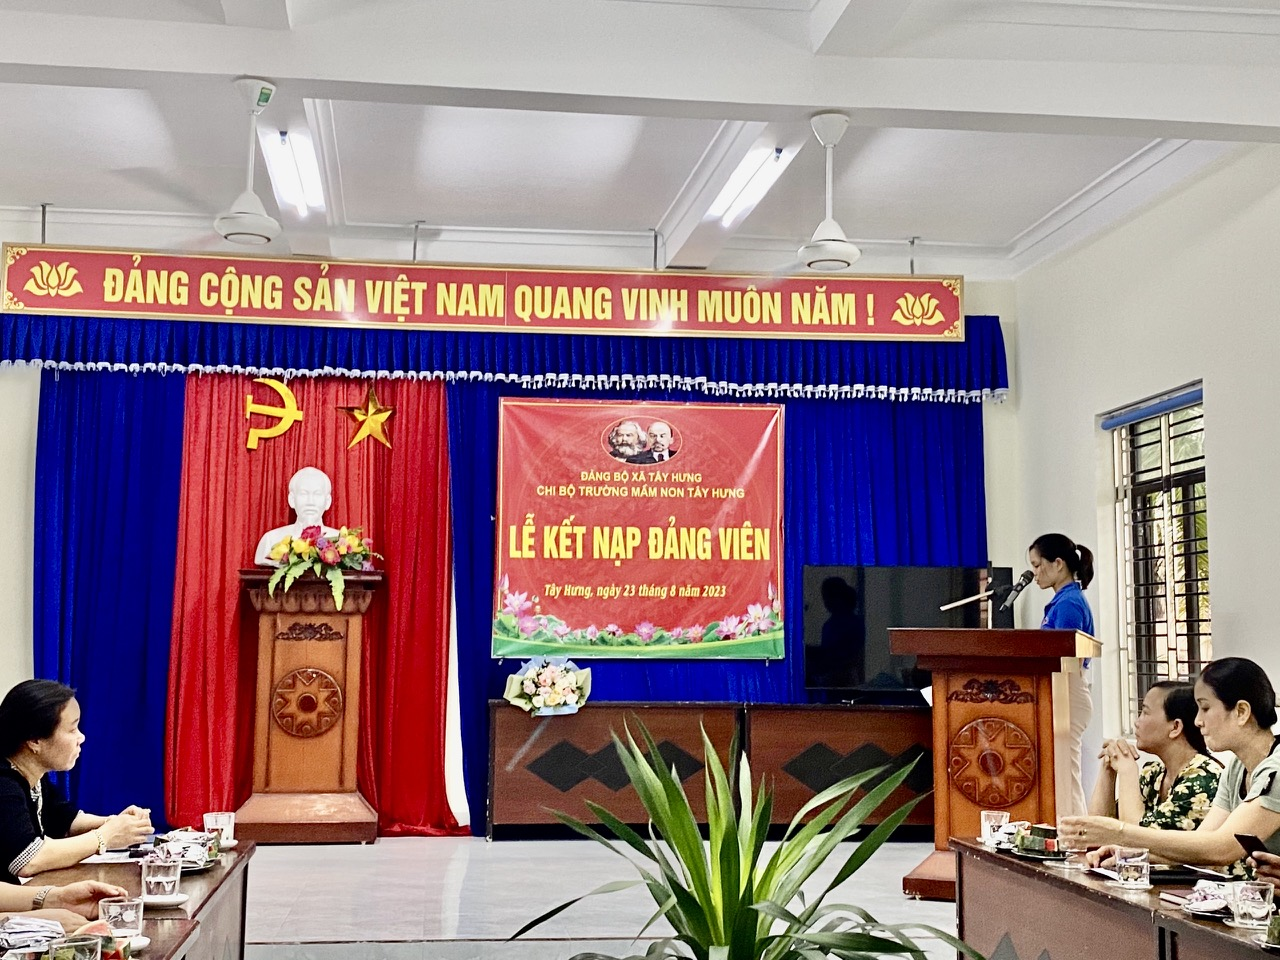 ĐẢNG CỘNG SẢN VIỆT NAM QUANG VINH MUÔN NĂM !
ĐẢNG BỘ XÃ TÂY HƯNG
CHI BỘ TRƯỜNG MẦM NON TÂY HƯNG
LỄ KẾT NẠP ĐẢNG VIÊN
Tây Hưng, ngày 23 tháng 8 năm 2023